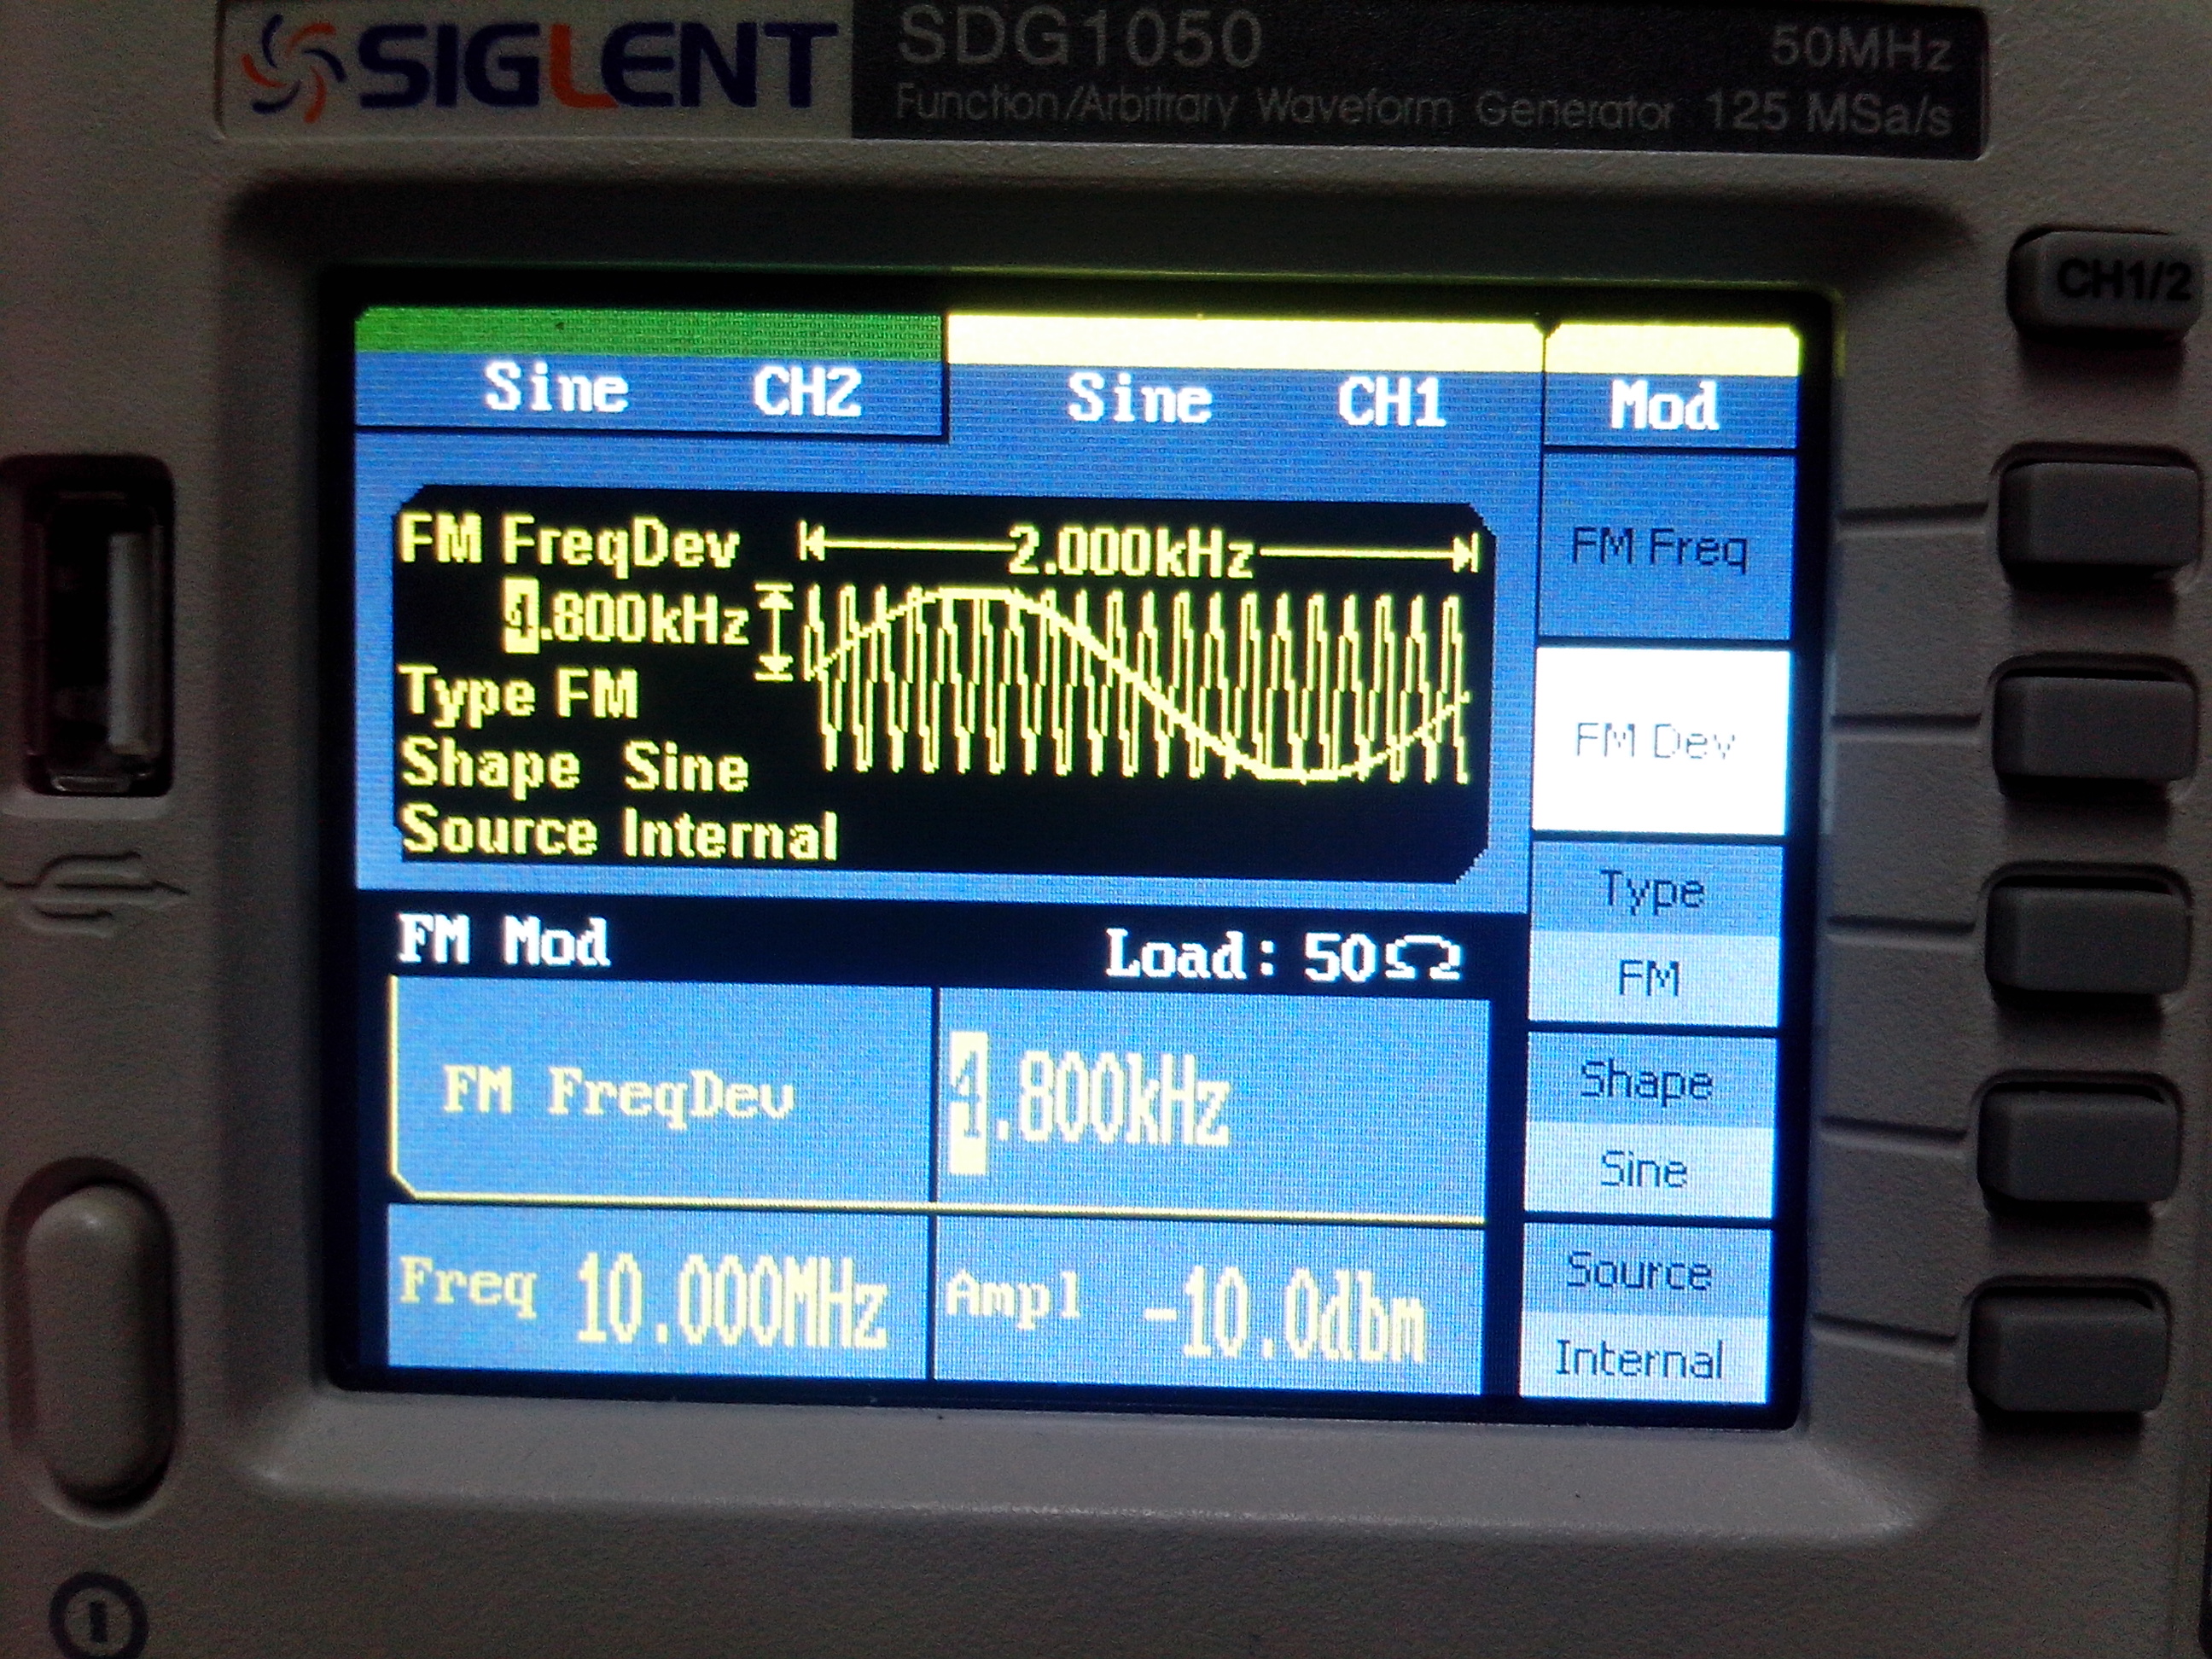 SIGLENT
SDG1050 50MHz
Function/Arbitrary Waveform Generator 125 MSa/s
CH1/2
Sine CH2 Sine CH1 Mod
FM FreqDev 2.000kHz
4.800kHz
Type FM
Shape Sine
Source Internal
FM Freq
FM Dev
Type
FM
Shape
Sine
Source
Internal
FM Mod Load: 50Ω
FM FreqDev 4.800kHz
Freq 10.000MHz Ampl -10.0dbm